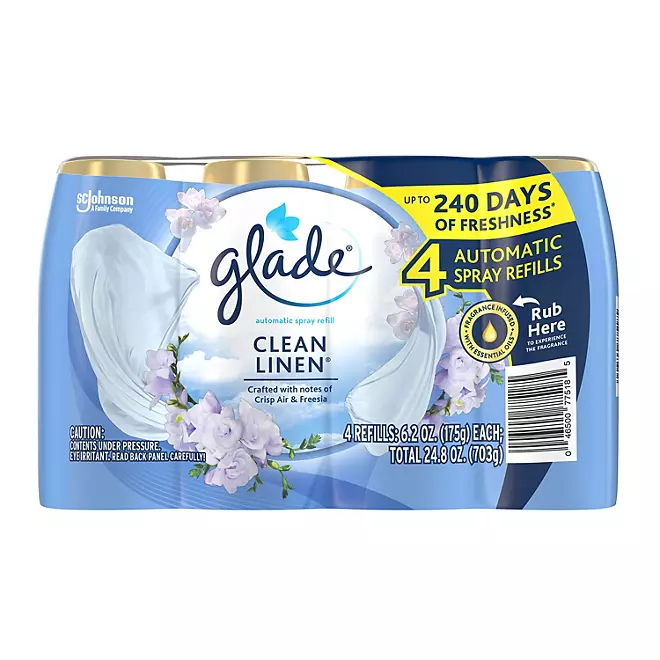 scJohnson
A Family Company
glade®
automatic spray refill
CLEAN
LINEN®
Crafted with notes of
Crisp Air & Freesia
UP TO 240 DAYS
OF FRESHNESS*
4 AUTOMATIC
SPRAY REFILLS
FRAGRANCE INFUSED
WITH ESSENTIAL OILS
Rub
Here
TO EXPERIENCE
THE FRAGRANCE
CAUTION:
CONTENTS UNDER PRESSURE.
EYE IRRITANT. READ BACK PANEL CAREFULLY!
4 REFILLS: 6.2 OZ. (175g) EACH;
TOTAL 24.8 OZ. (703g)
0 46500 77518 5